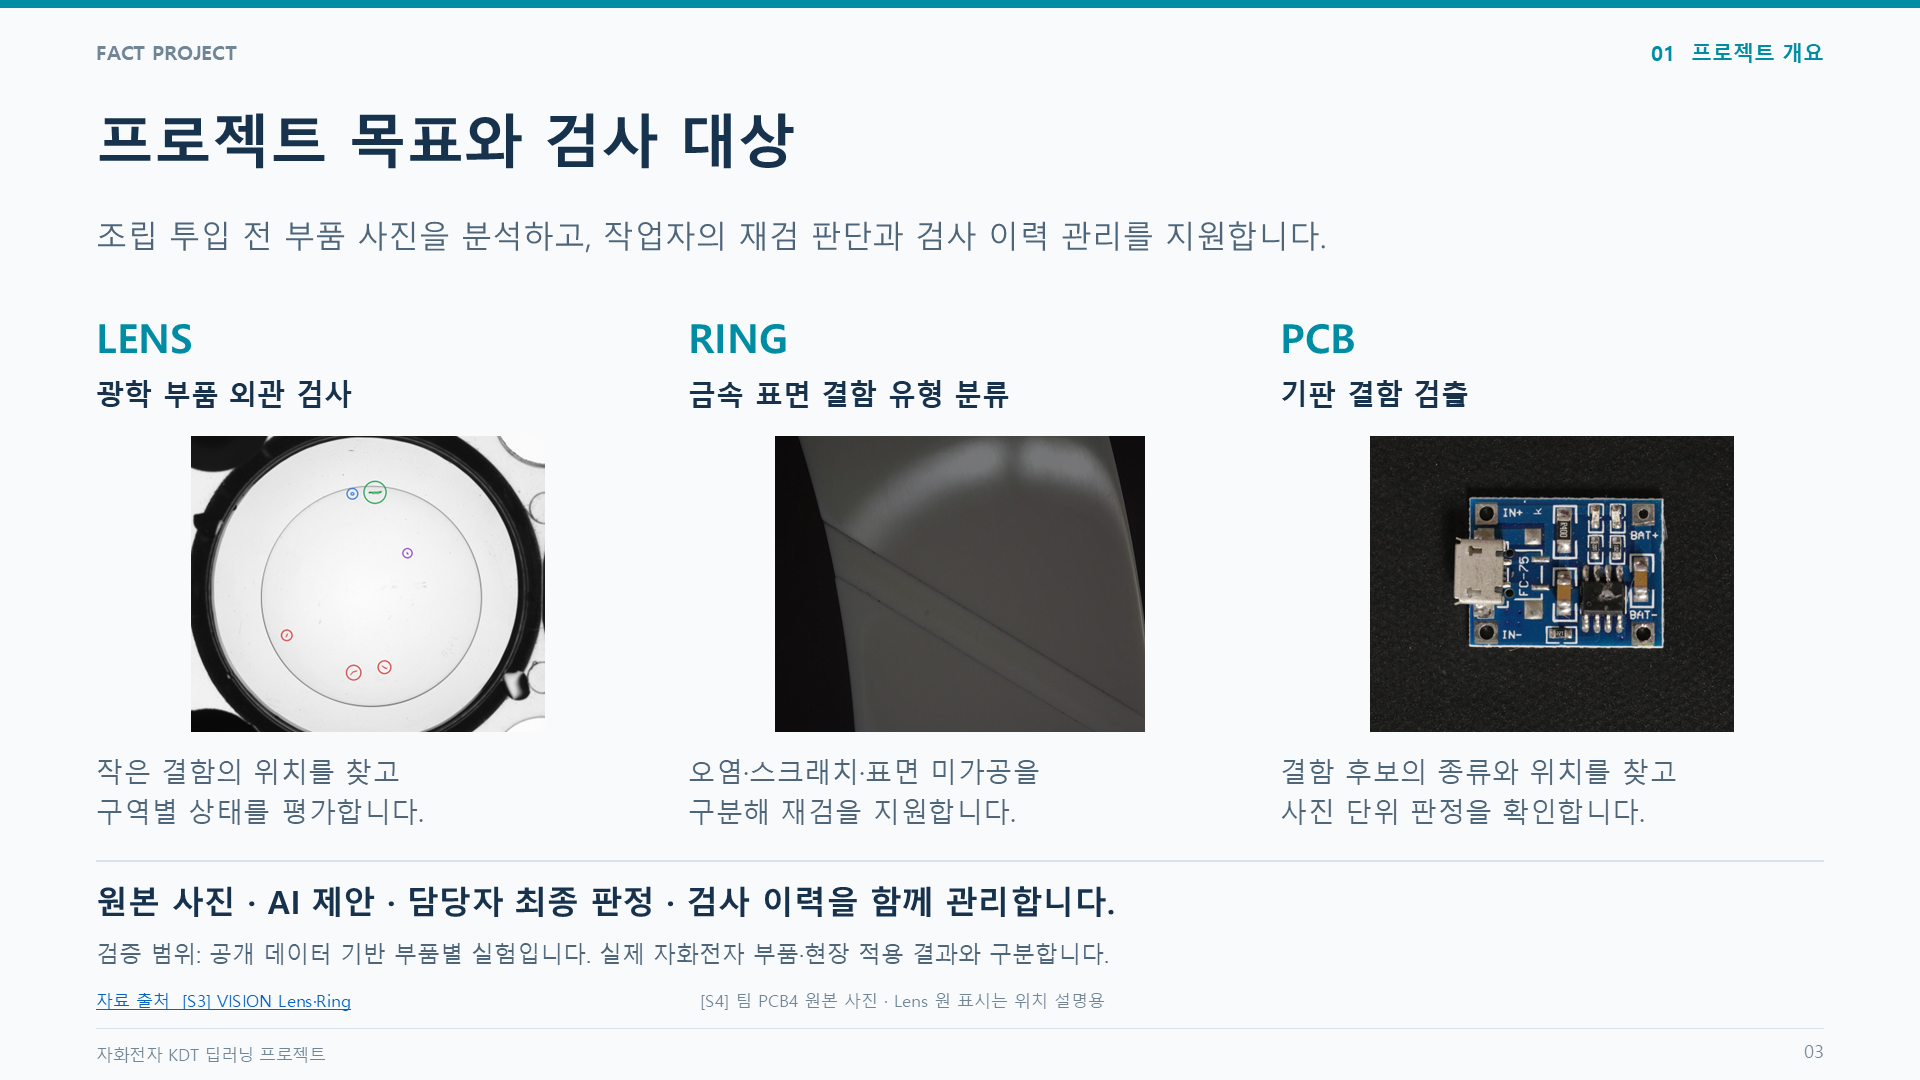 FACT PROJECT
01 프로젝트 개요
프로젝트 목표와 검사 대상
조립 투입 전 부품 사진을 분석하고, 작업자의 재검 판단과 검사 이력 관리를 지원합니다.
LENS
광학 부품 외관 검사
작은 결함의 위치를 찾고
구역별 상태를 평가합니다.
RING
금속 표면 결함 유형 분류
오염·스크래치·표면 미가공을
구분해 재검을 지원합니다.
PCB
기판 결함 검출
IN+
BAT+
FC-75
BAT-
IN-
결함 후보의 종류와 위치를 찾고
사진 단위 판정을 확인합니다.
원본 사진 · AI 제안 · 담당자 최종 판정 · 검사 이력을 함께 관리합니다.
검증 범위: 공개 데이터 기반 부품별 실험입니다. 실제 자화전자 부품·현장 적용 결과와 구분합니다.
자료 출처 [S3] VISION Lens·Ring
[S4] 팀 PCB4 원본 사진 · Lens 원 표시는 위치 설명용
자화전자 KDT 딥러닝 프로젝트
03